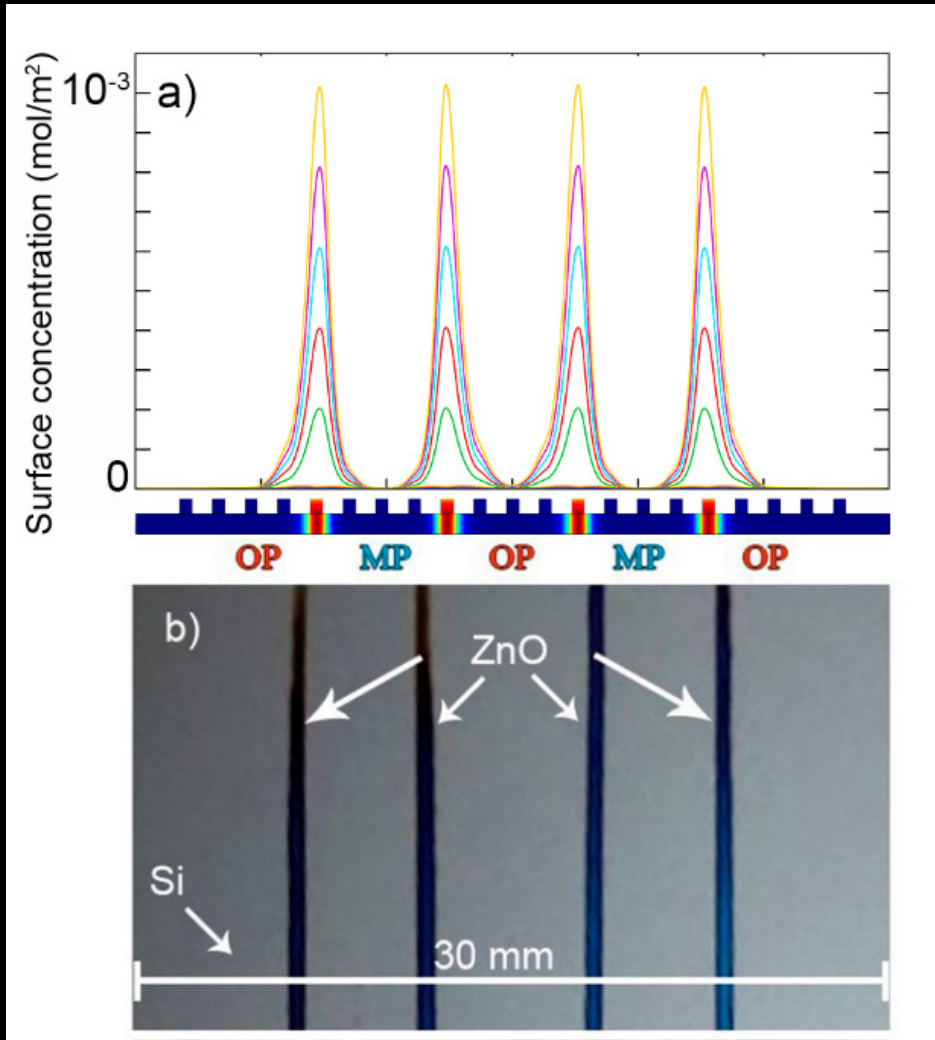 Surface concentration (mol/m²)
10⁻³
a)
0
OP MP OP MP OP
b)
ZnO
Si
30 mm